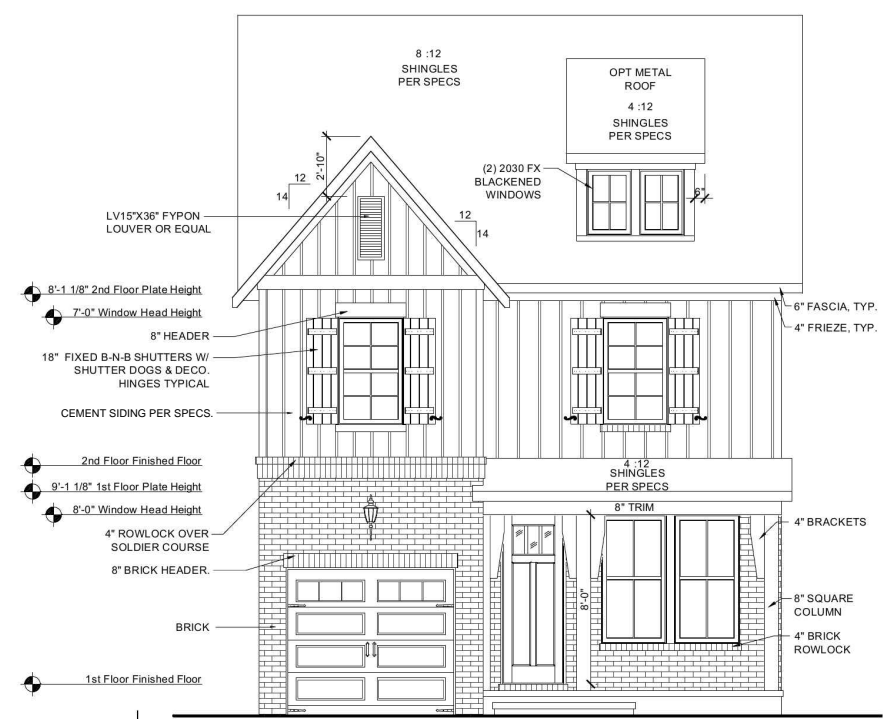 8 :12
SHINGLES
PER SPECS
OPT METAL
ROOF
4 :12
SHINGLES
PER SPECS
2'-10"
12
14
(2) 2030 FX
BLACKENED
WINDOWS
6"
LV15"X36" FYPON
LOUVER OR EQUAL
12
14
8'-1 1/8" 2nd Floor Plate Height
7'-0" Window Head Height
6" FASCIA, TYP.
4" FRIEZE, TYP.
8" HEADER
18" FIXED B-N-B SHUTTERS W/
SHUTTER DOGS & DECO.
HINGES TYPICAL
CEMENT SIDING PER SPECS.
2nd Floor Finished Floor
4 :12
SHINGLES
PER SPECS
9'-1 1/8" 1st Floor Plate Height
8'-0" Window Head Height
8" TRIM
4" BRACKETS
4" ROWLOCK OVER
SOLDIER COURSE
8" BRICK HEADER.
8'-0"
8" SQUARE
COLUMN
BRICK
4" BRICK
ROWLOCK
1st Floor Finished Floor